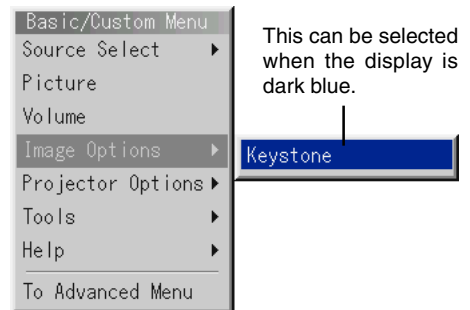 Basic/Custom Menu
Source Select
Picture
Volume
Image Options
Projector Options
Tools
Help
To Advanced Menu
This can be selected
when the display is
dark blue.
Keystone